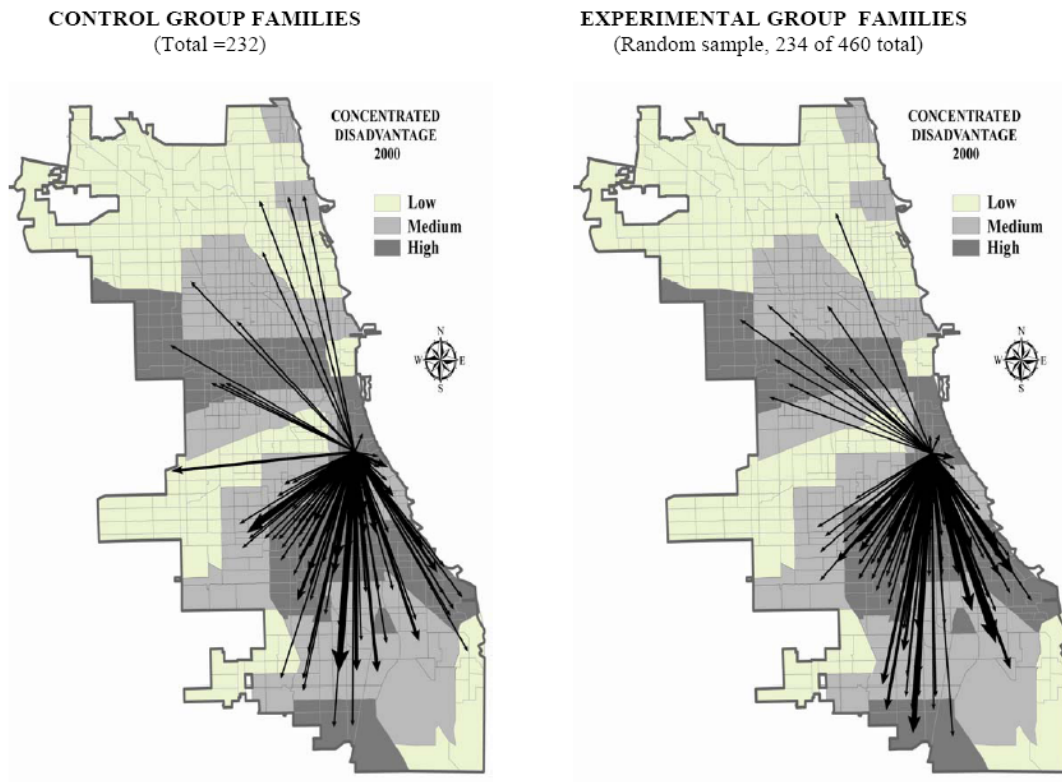 CONTROL GROUP FAMILIES
(Total =232)
CONCENTRATED
DISADVANTAGE
2000
Low
Medium
High
N
W
E
S
EXPERIMENTAL GROUP FAMILIES
(Random sample, 234 of 460 total)
CONCENTRATED
DISADVANTAGE
2000
Low
Medium
High
N
W
E
S